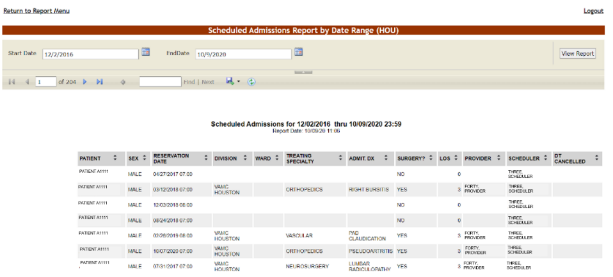 Return to Report Menu Logout
Scheduled Admissions Report by Date Range (HOU)
Start Date 12/2/2016 EndDate 10/9/2020 View Report
1 of 204 Find | Next
Scheduled Admissions for 12/02/2016 thru 10/09/2020 23:59
Report Date: 10/09/20 11:06
PATIENT SEX RESERVATION DATE DIVISION WARD TREATING SPECIALTY ADMIT. DX SURGERY? LOS PROVIDER SCHEDULER DT CANCELLED
PATIENT A1111 MALE 04/27/2017 07:00 NO 0 THREE, SCHEDULER
PATIENT A1111 MALE 03/12/2018 07:00 VAMC HOUSTON ORTHOPEDICS RIGHT BURSITIS YES 3 FORTY, PROVIDER THREE, SCHEDULER
PATIENT A1111 MALE 12/03/2018 08:00 NO 0 THREE, SCHEDULER
PATIENT A1111 MALE 08/24/2018 07:00 NO 0 THREE, SCHEDULER
PATIENT A1111 MALE 07/26/2018 06:00 VAMC HOUSTON VASCULAR PAD CLAUDICATION YES 3 FORTY, PROVIDER THREE, SCHEDULER
PATIENT A1111 MALE 10/07/2020 07:00 VAMC HOUSTON ORTHOPEDICS PSEUDOARTHRITIS YES 3 FORTY, PROVIDER THREE, SCHEDULER
PATIENT A1111 MALE 07/31/2017 07:00 VAMC HOUSTON NEUROSURGERY LUMBAR RADICULOPATHY YES 3 FORTY, PROVIDER THREE, SCHEDULER